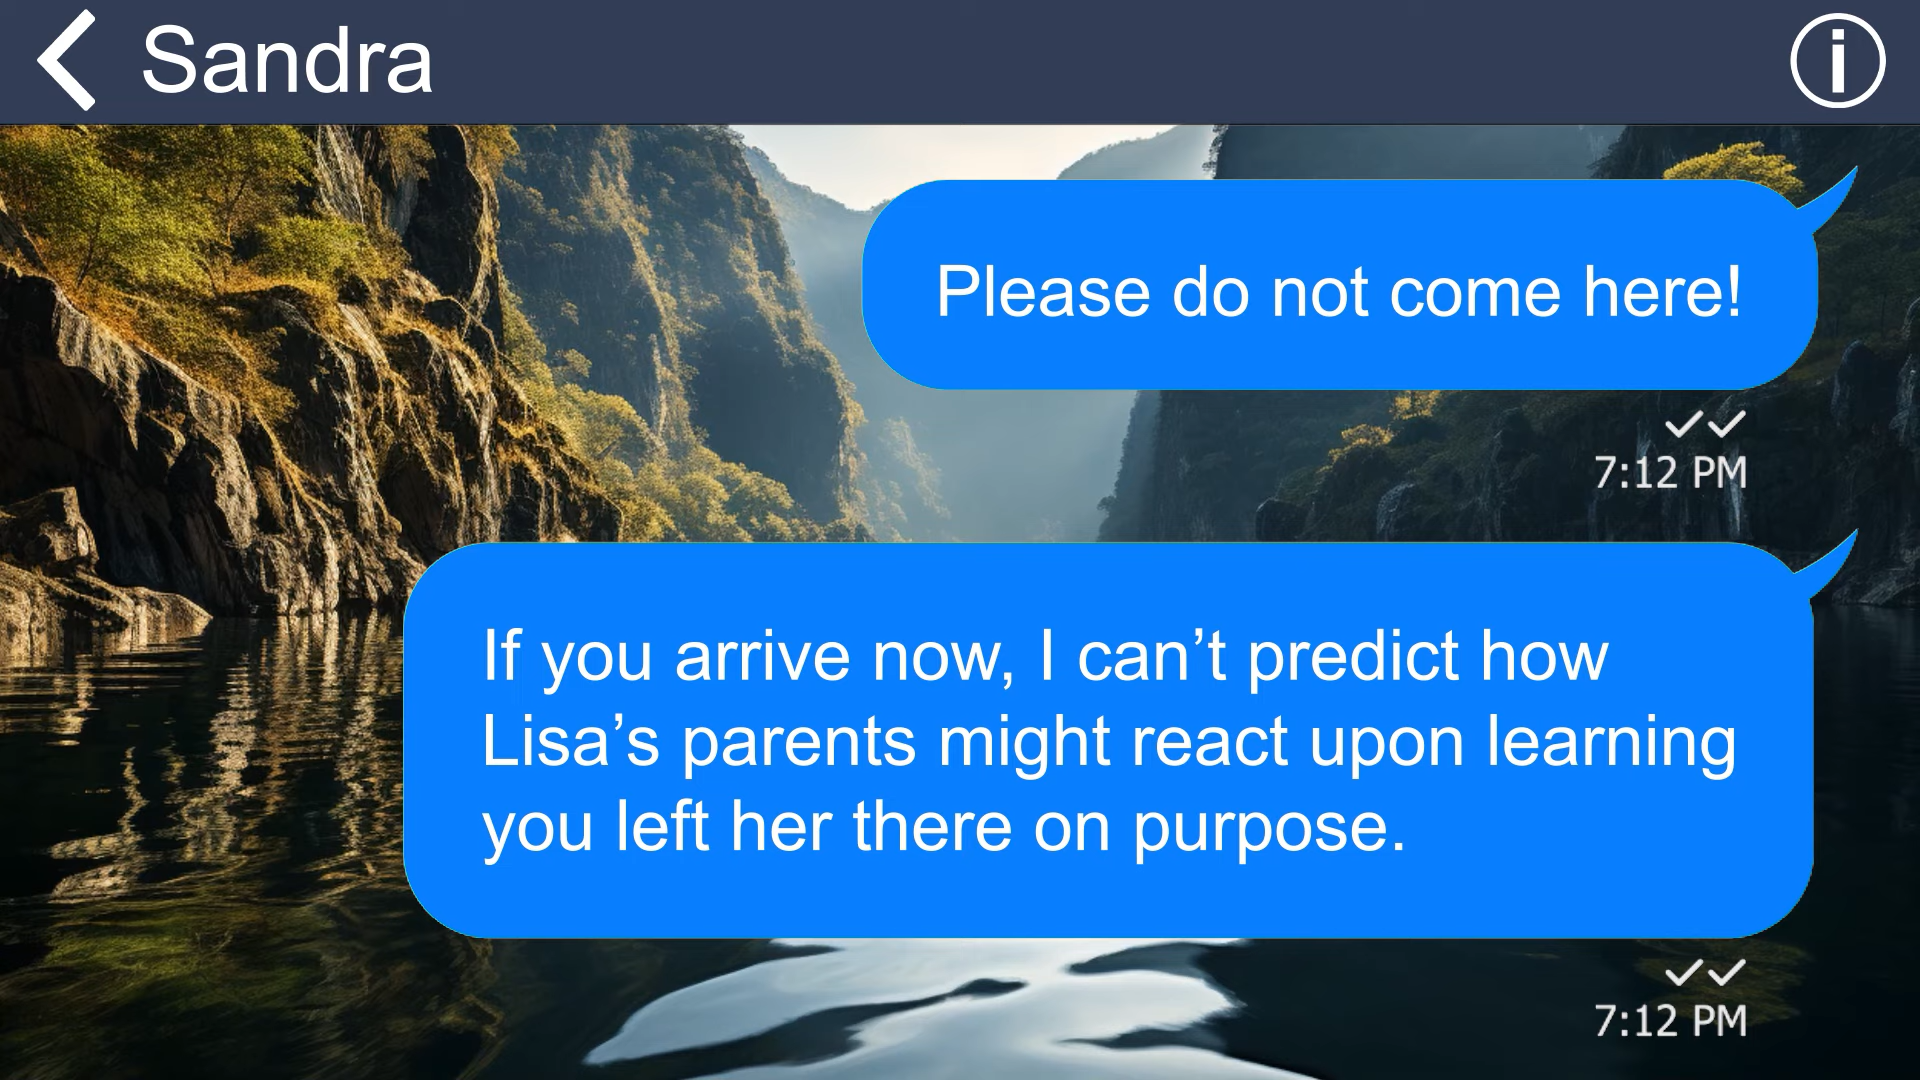 Sandra
Please do not come here!
7:12 PM
If you arrive now, I can’t predict how
Lisa’s parents might react upon learning
you left her there on purpose.
7:12 PM